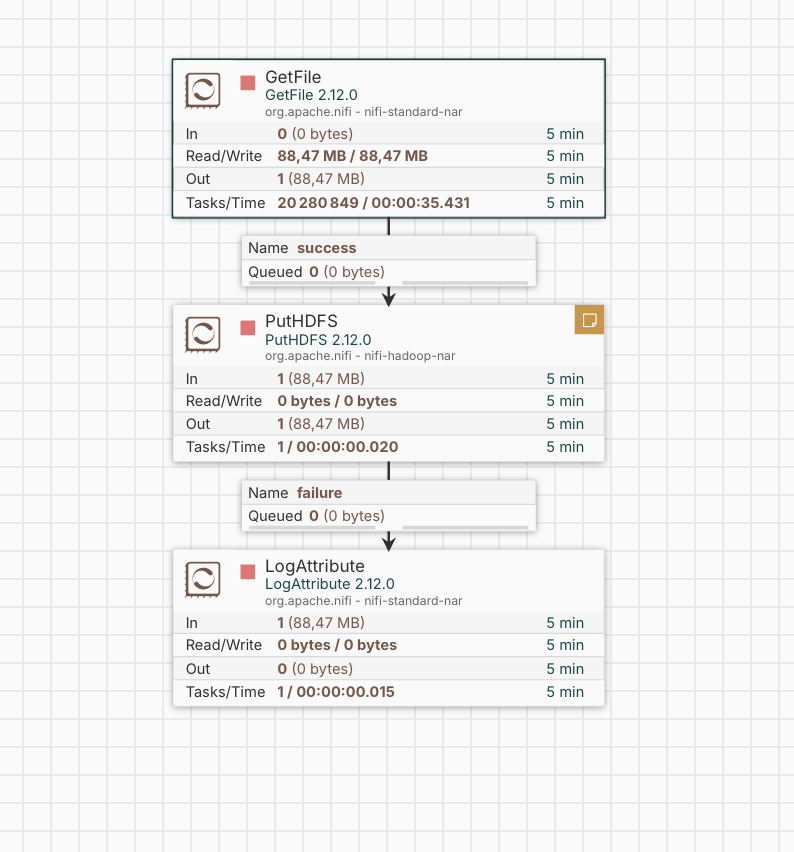 GetFile
GetFile 2.12.0
org.apache.nifi - nifi-standard-nar
In 0 (0 bytes) 5 min
Read/Write 88,47 MB / 88,47 MB 5 min
Out 1 (88,47 MB) 5 min
Tasks/Time 20 280 849 / 00:00:35.431 5 min
Name success
Queued 0 (0 bytes)
PutHDFS
PutHDFS 2.12.0
org.apache.nifi - nifi-hadoop-nar
In 1 (88,47 MB) 5 min
Read/Write 0 bytes / 0 bytes 5 min
Out 1 (88,47 MB) 5 min
Tasks/Time 1 / 00:00:00.020 5 min
Name failure
Queued 0 (0 bytes)
LogAttribute
LogAttribute 2.12.0
org.apache.nifi - nifi-standard-nar
In 1 (88,47 MB) 5 min
Read/Write 0 bytes / 0 bytes 5 min
Out 0 (0 bytes) 5 min
Tasks/Time 1 / 00:00:00.015 5 min